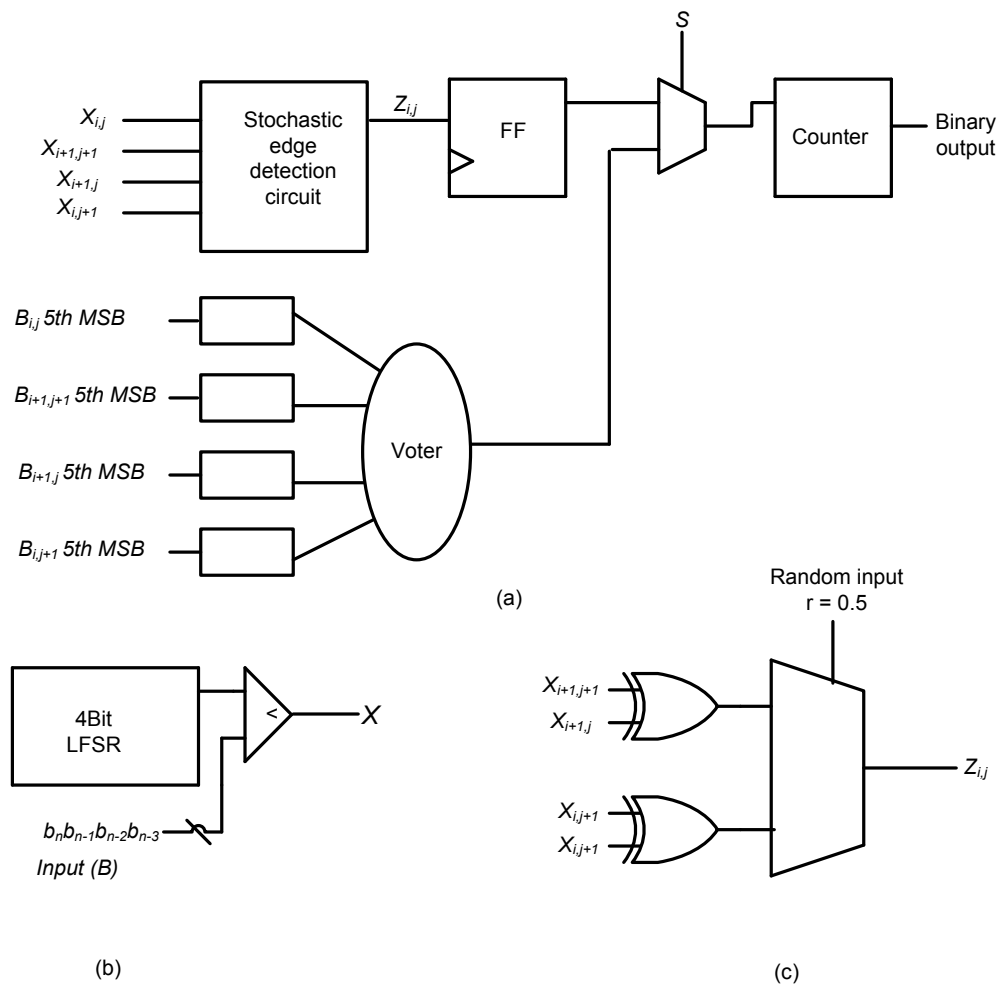 S
X_{i,j}
X_{i+1,j+1}
X_{i+1,j}
X_{i,j+1}
Stochastic
edge
detection
circuit
Z_{i,j}
FF
Counter
Binary
output
B_{i,j} 5th MSB
B_{i+1,j+1} 5th MSB
B_{i+1,j} 5th MSB
B_{i,j+1} 5th MSB
Voter
(a)
4Bit
LFSR
<
X
b_nb_{n-1}b_{n-2}b_{n-3}
Input (B)
(b)
Random input
r = 0.5
X_{i+1,j+1}
X_{i+1,j}
X_{i,j+1}
X_{i,j+1}
Z_{i,j}
(c)